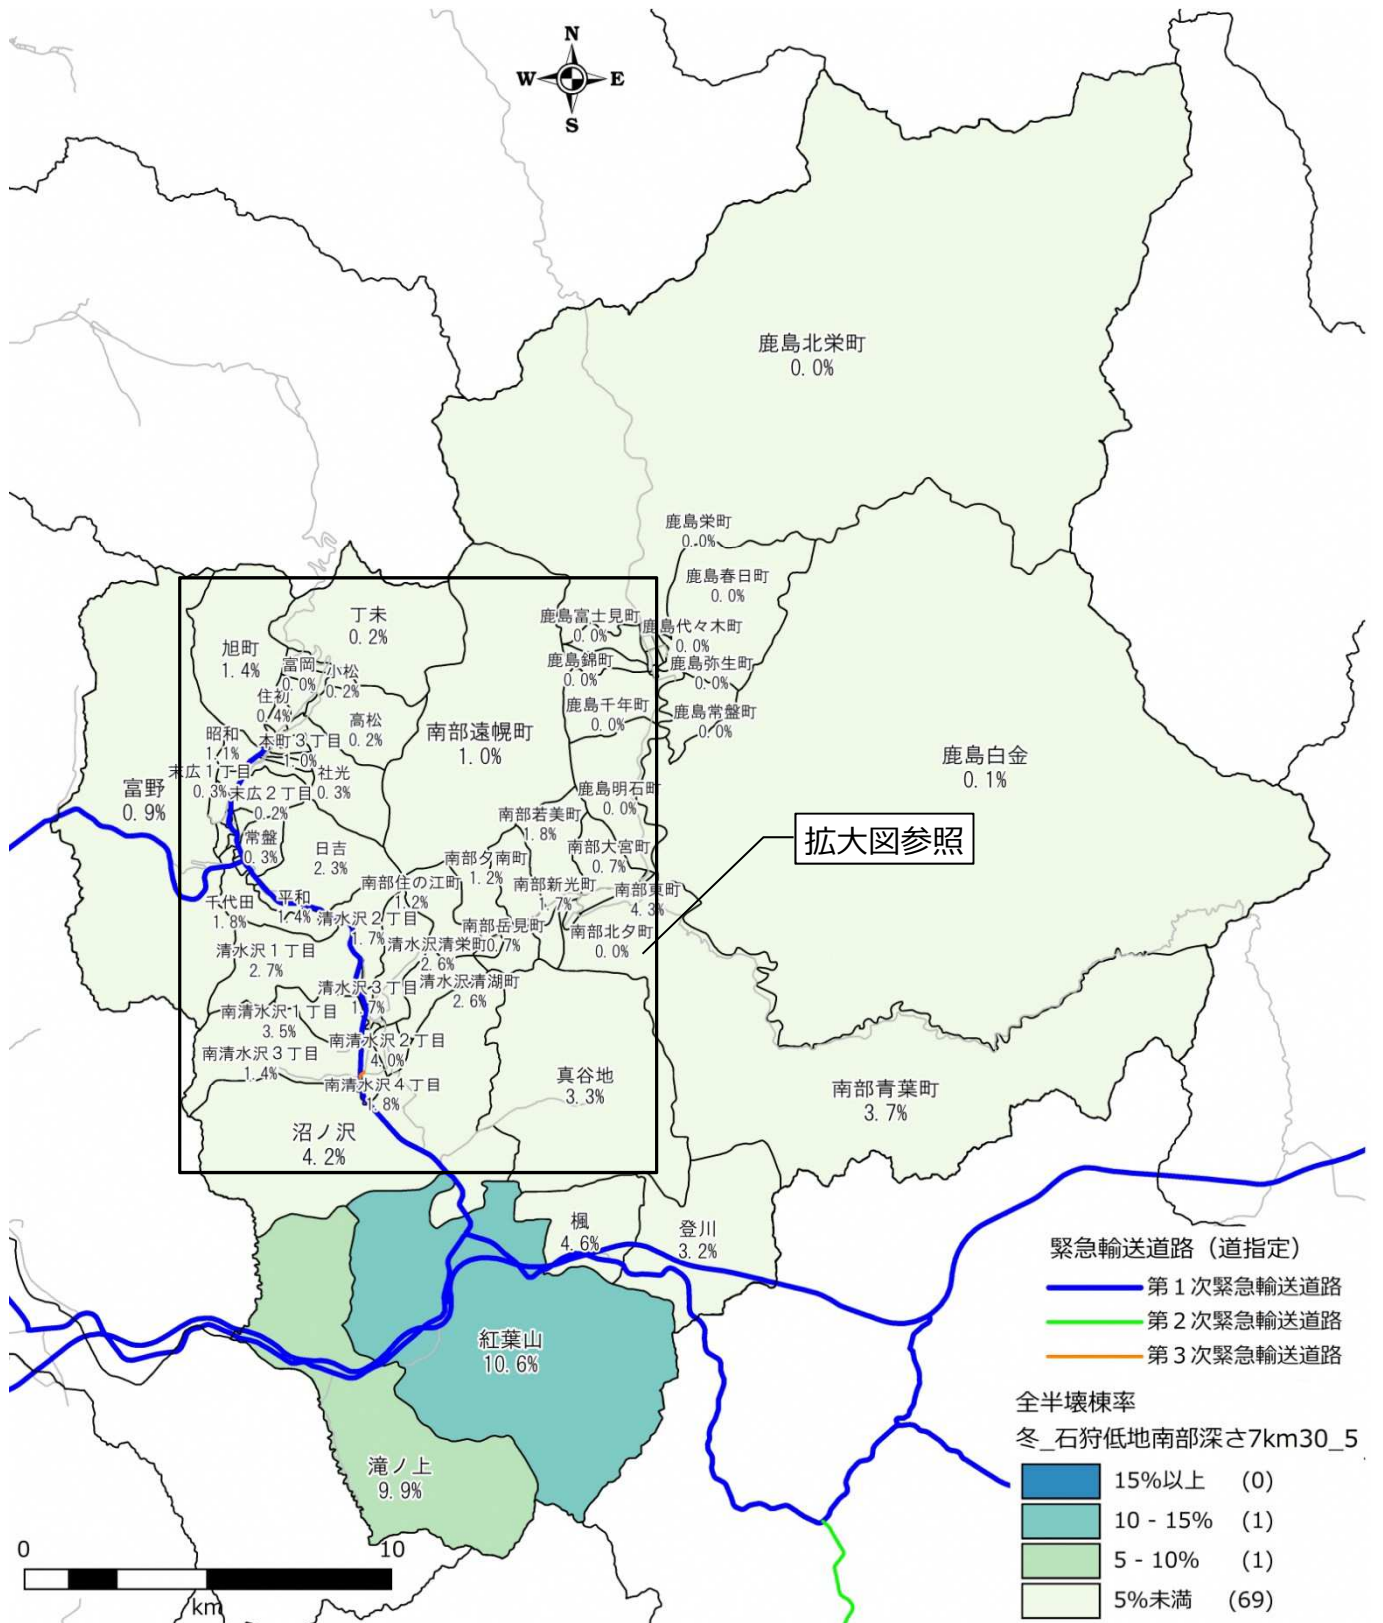 N
W E
S
鹿島北栄町
0.0%
鹿島栄町
0.0%
鹿島春日町
0.0%
丁未
0.2%
鹿島富士見町
0.0%
鹿島代々木町
0.0%
旭町
1.4%
富岡
0.0%
小松
0.2%
鹿島錦町
0.0%
鹿島弥生町
0.0%
住初
0.4%
高松
0.2%
鹿島千年町
0.0%
鹿島常盤町
0.0%
南部遠幌町
1.0%
昭和
1.1%
本町3丁目
1.0%
鹿島白金
0.1%
末広1丁目
0.3%
社光
0.3%
富野
0.9%
末広2丁目
0.2%
鹿島明石町
0.0%
南部若美町
1.8%
常盤
0.3%
日吉
2.3%
拡大図参照
南部夕南町
1.2%
南部大宮町
0.7%
南部住の江町
1.2%
南部新光町
1.7%
南部東町
4.3%
千代田
1.8%
平和
1.4%
清水沢2丁目
1.7%
南部岳見町
0.7%
南部北夕町
0.0%
清水沢1丁目
2.7%
清水沢清栄町
2.6%
清水沢3丁目
1.7%
清水沢清湖町
2.6%
南清水沢1丁目
3.5%
南清水沢2丁目
4.0%
南清水沢3丁目
1.4%
南清水沢4丁目
1.8%
真谷地
3.3%
南部青葉町
3.7%
沼ノ沢
4.2%
楓
4.6%
登川
3.2%
紅葉山
10.6%
滝ノ上
9.9%
緊急輸送道路（道指定）
第1次緊急輸送道路
第2次緊急輸送道路
第3次緊急輸送道路
全半壊棟率
冬_石狩低地南部深さ7km30_5
15%以上 (0)
10 - 15% (1)
5 - 10% (1)
5%未満 (69)
0 10
km